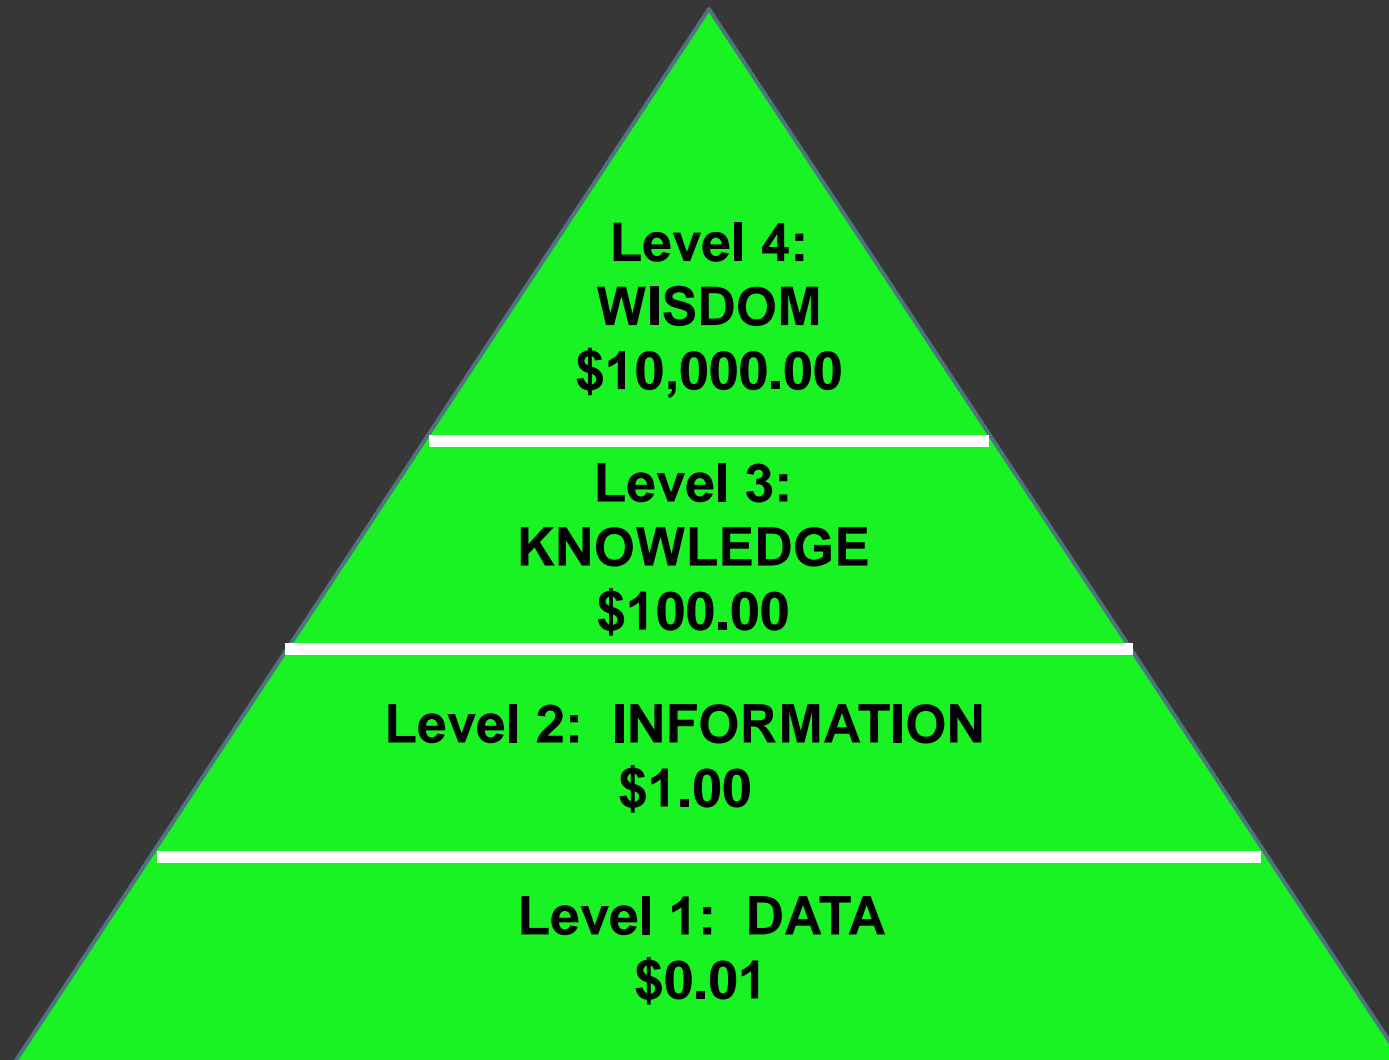 Level 4:
WISDOM
$10,000.00
Level 3:
KNOWLEDGE
$100.00
Level 2:  INFORMATION
$1.00
Level 1:  DATA
$0.01